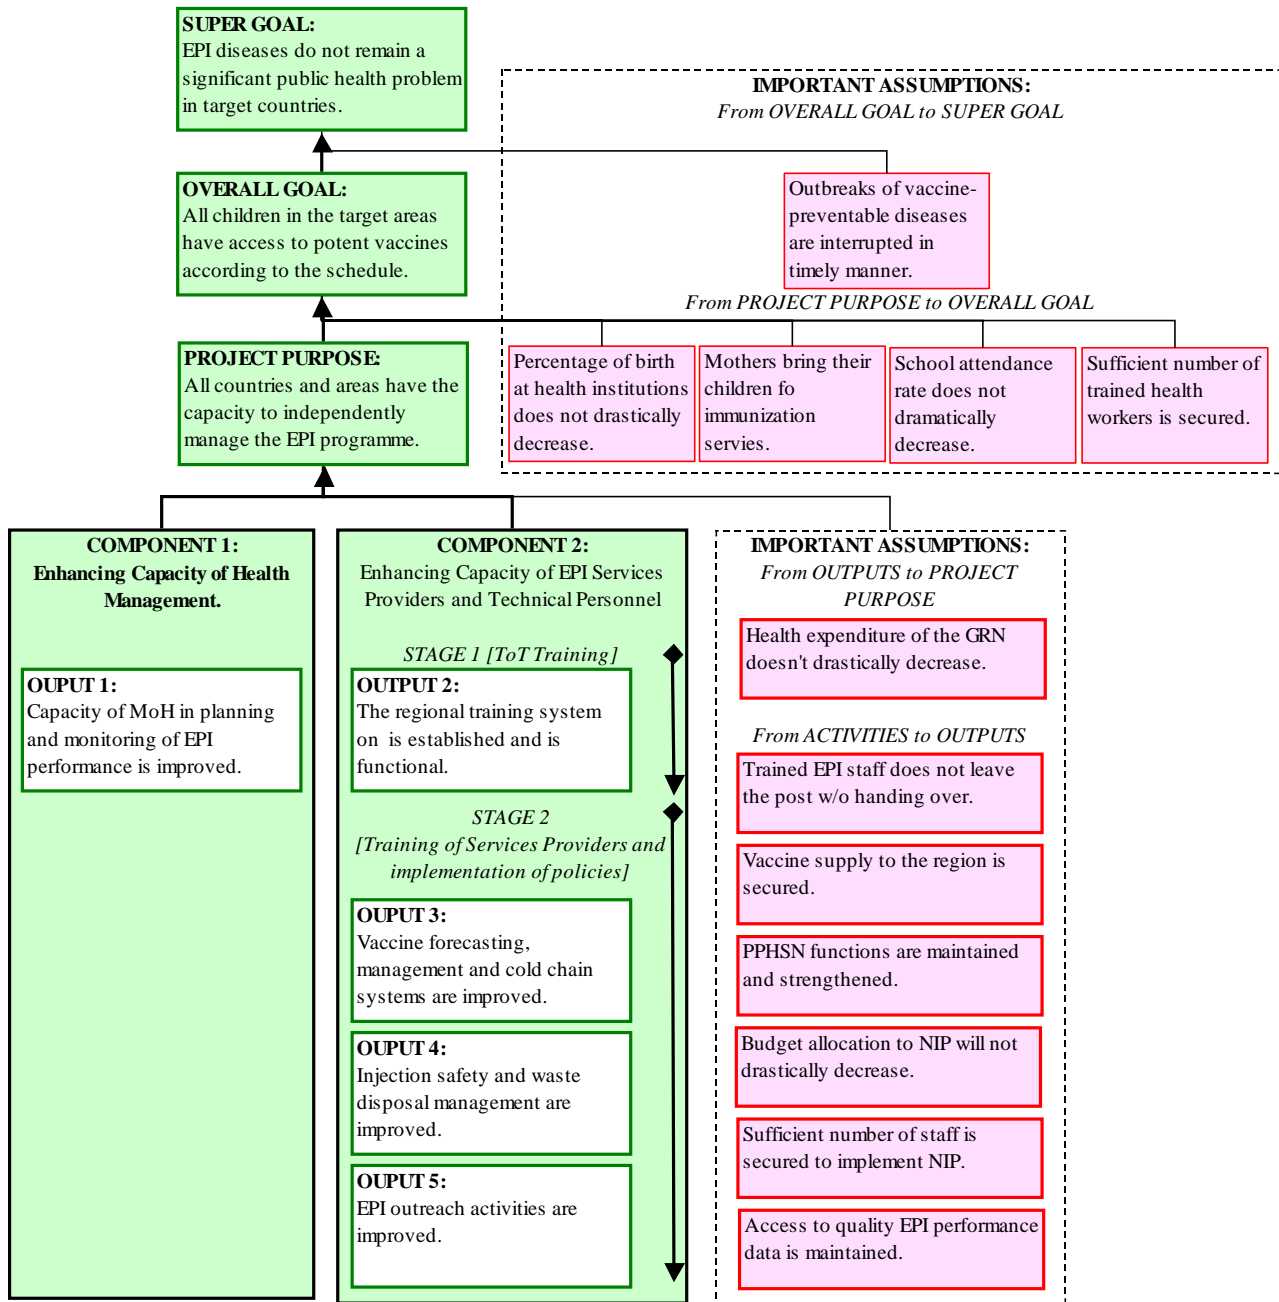 SUPER GOAL:
EPI diseases do not remain a
significant public health problem
in target countries.
IMPORTANT ASSUMPTIONS:
From OVERALL GOAL to SUPER GOAL
OVERALL GOAL:
All children in the target areas
have access to potent vaccines
according to the schedule.
Outbreaks of vaccine-
preventable diseases
are interrupted in
timely manner.
From PROJECT PURPOSE to OVERALL GOAL
PROJECT PURPOSE:
All countries and areas have the
capacity to independently
manage the EPI programme.
Percentage of birth
at health institutions
does not drastically
decrease.
Mothers bring their
children fo
immunization
servies.
School attendance
rate does not
dramatically
decrease.
Sufficient number of
trained health
workers is secured.
COMPONENT 1:
Enhancing Capacity of Health
Management.
OUPUT 1:
Capacity of MoH in planning
and monitoring of EPI
performance is improved.
COMPONENT 2:
Enhancing Capacity of EPI Services
Providers and Technical Personnel
STAGE 1 [ToT Training]
OUTPUT 2:
The regional training system
on is established and is
functional.
STAGE 2
[Training of Services Providers and
implementation of policies]
OUPUT 3:
Vaccine forecasting,
management and cold chain
systems are improved.
OUPUT 4:
Injection safety and waste
disposal management are
improved.
OUPUT 5:
EPI outreach activities are
improved.
IMPORTANT ASSUMPTIONS:
From OUTPUTS to PROJECT
PURPOSE
Health expenditure of the GRN
doesn't drastically decrease.
From ACTIVITIES to OUTPUTS
Trained EPI staff does not leave
the post w/o handing over.
Vaccine supply to the region is
secured.
PPHSN functions are maintained
and strengthened.
Budget allocation to NIP will not
drastically decrease.
Sufficient number of staff is
secured to implement NIP.
Access to quality EPI performance
data is maintained.